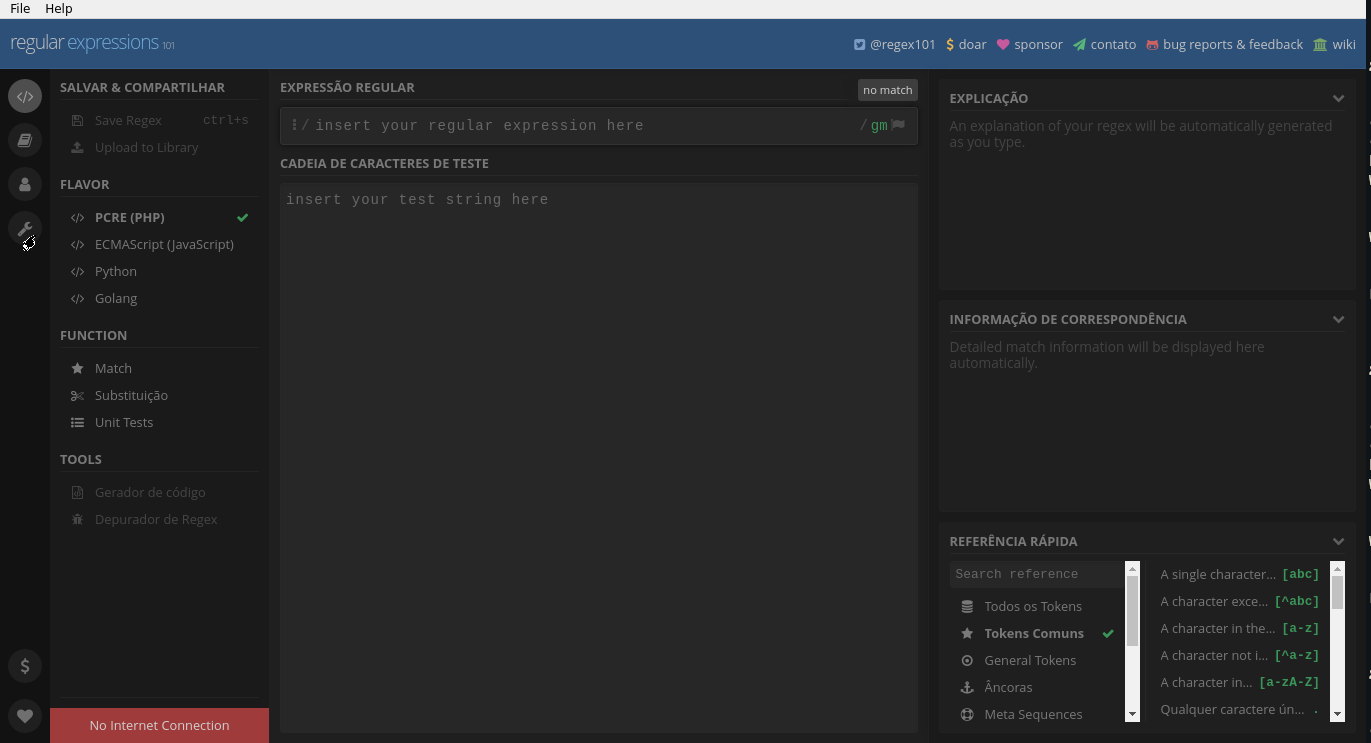 File Help
regular expressions 101
@regex101 $ doar sponsor contato bug reports & feedback wiki
SALVAR & COMPARTILHAR
Save Regex ctrl+s
Upload to Library
FLAVOR
PCRE (PHP)
ECMAScript (JavaScript)
Python
Golang
FUNCTION
Match
Substituição
Unit Tests
TOOLS
Gerador de código
Depurador de Regex
$
No Internet Connection
EXPRESSÃO REGULAR
no match
/ insert your regular expression here / gm
CADEIA DE CARACTERES DE TESTE
insert your test string here
EXPLICAÇÃO
An explanation of your regex will be automatically generated
as you type.
INFORMAÇÃO DE CORRESPONDÊNCIA
Detailed match information will be displayed here
automatically.
REFERÊNCIA RÁPIDA
Search reference
Todos os Tokens
Tokens Comuns
General Tokens
Âncoras
Meta Sequences
A single character... [abc]
A character exce... [^abc]
A character in the... [a-z]
A character not i... [^a-z]
A character in... [a-zA-Z]
Qualquer caractere ún... .